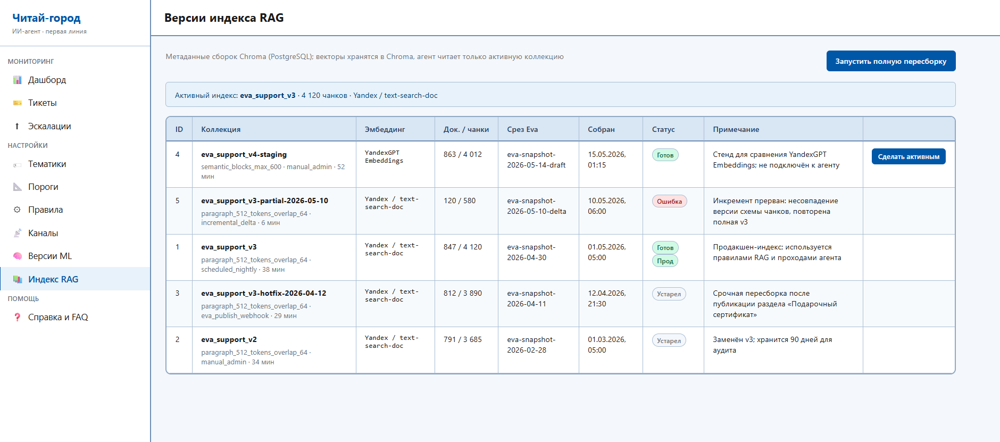 Читай-город
ИИ-агент · первая линия
МОНИТОРИНГ
Дашборд
Тикеты
Эскалации
НАСТРОЙКИ
Тематики
Пороги
Правила
Каналы
Версии ML
Индекс RAG
ПОМОЩЬ
Справка и FAQ
Версии индекса RAG
Метаданные сборок Chroma (PostgreSQL); векторы хранятся в Chroma, агент читает только активную коллекцию
Запустить полную пересборку
Активный индекс: eva_support_v3 · 4 120 чанков · Yandex / text-search-doc
ID Коллекция Эмбеддинг Док. / чанки Срез Eva Собран Статус Примечание
4
eva_support_v4-staging
semantic_blocks_max_600 · manual_admin · 52
мин
YandexGPT
Embeddings
863 / 4 012
eva-snapshot-
2026-05-14-draft
15.05.2026,
01:15
Готов
Стенд для сравнения YandexGPT
Embeddings; не подключён к агенту
Сделать активным
5
eva_support_v3-partial-2026-05-10
paragraph_512_tokens_overlap_64 ·
incremental_delta · 6 мин
Yandex / text-
search-doc
120 / 580
eva-snapshot-
2026-05-10-delta
10.05.2026,
06:00
Ошибка
Инкремент прерван: несовпадение
версии схемы чанков, повторена
полная v3
1
eva_support_v3
paragraph_512_tokens_overlap_64 ·
scheduled_nightly · 38 мин
Yandex / text-
search-doc
847 / 4 120
eva-snapshot-
2026-04-30
01.05.2026,
05:00
Готов
Прод
Продакшен-индекс; используется
правилами RAG и проходами агента
3
eva_support_v3-hotfix-2026-04-12
paragraph_512_tokens_overlap_64 ·
eva_publish_webhook · 29 мин
Yandex / text-
search-doc
812 / 3 890
eva-snapshot-
2026-04-11
12.04.2026,
21:30
Устарел
Срочная пересборка после
публикации раздела «Подарочный
сертификат»
2
eva_support_v2
paragraph_512_tokens_overlap_64 ·
manual_admin · 34 мин
Yandex / text-
search-doc
791 / 3 685
eva-snapshot-
2026-02-28
01.03.2026,
05:00
Устарел
Заменён v3; хранится 90 дней для
аудита